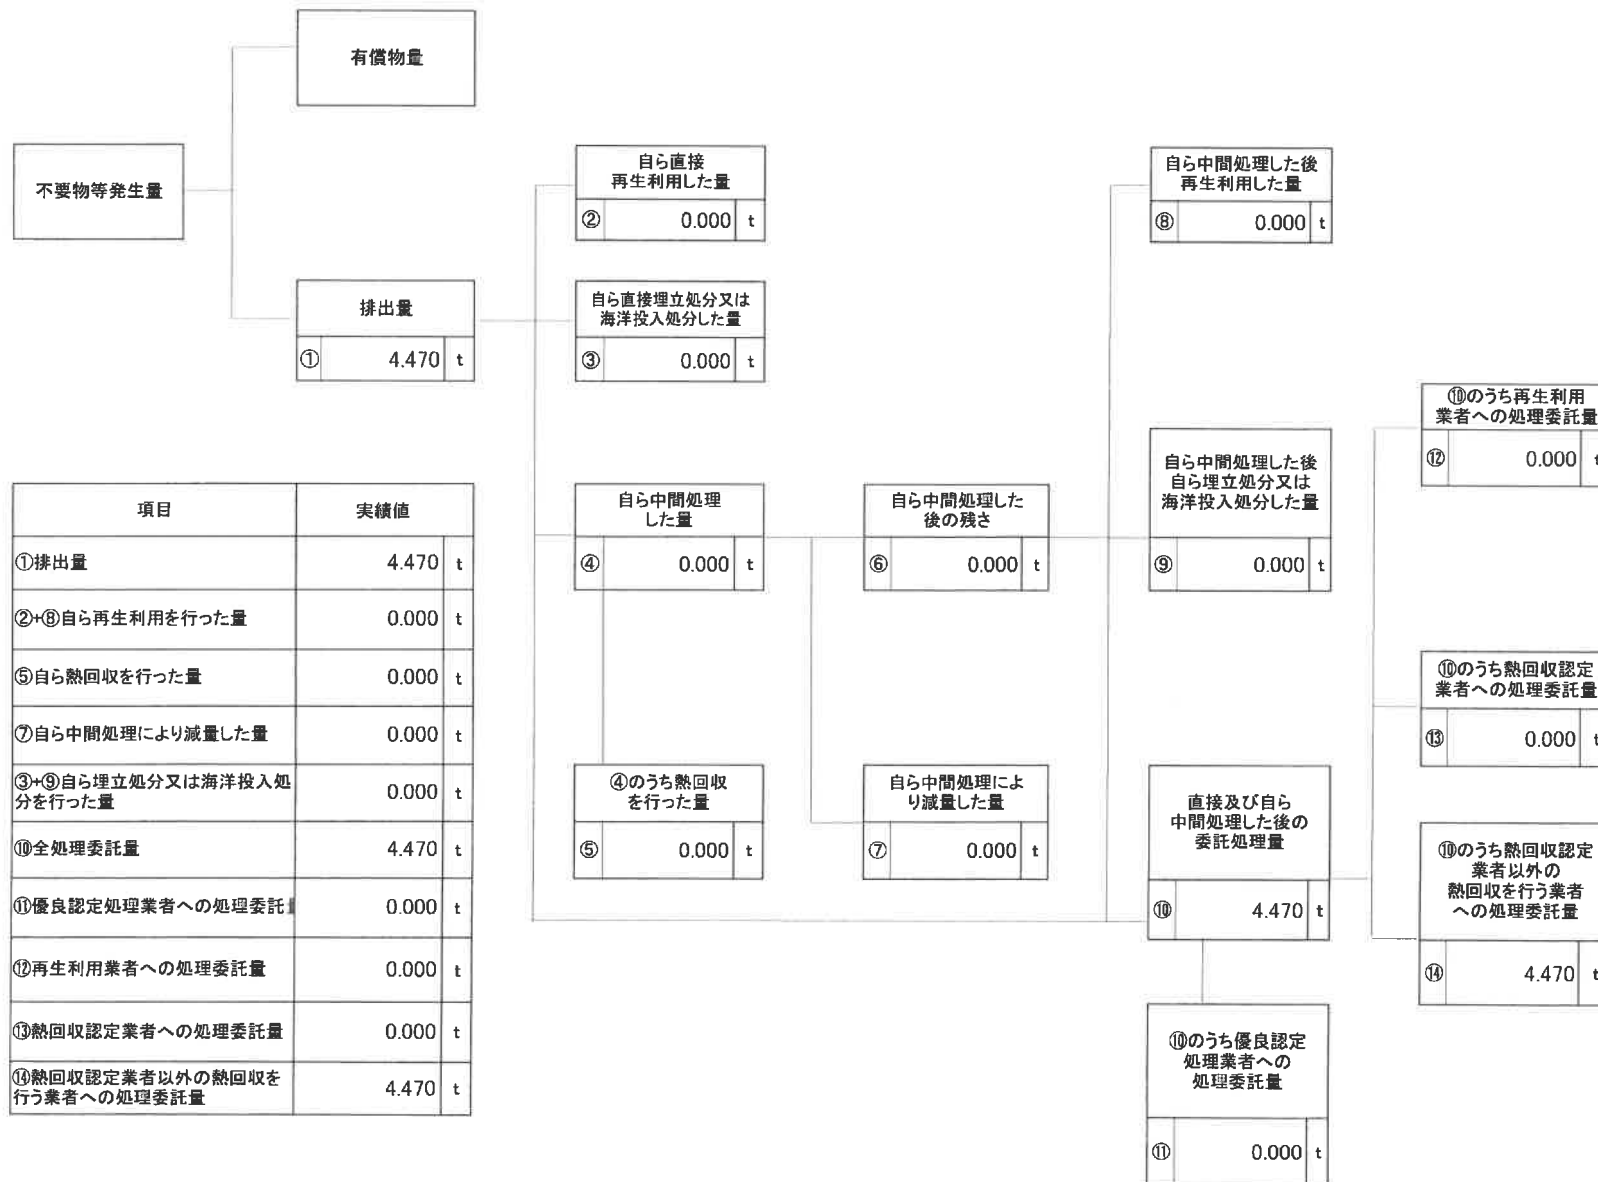 有償物量
不要物等発生量
排出量
① 4.470 t
自ら直接
再生利用した量
② 0.000 t
自ら直接埋立処分又は
海洋投入処分した量
③ 0.000 t
自ら中間処理
した量
④ 0.000 t
④のうち熱回収
を行った量
⑤ 0.000 t
自ら中間処理した
後の残さ
⑥ 0.000 t
自ら中間処理によ
り減量した量
⑦ 0.000 t
自ら中間処理した後
再生利用した量
⑧ 0.000 t
自ら中間処理した後
自ら埋立処分又は
海洋投入処分した量
⑨ 0.000 t
直接及び自ら
中間処理した後の
委託処理量
⑩ 4.470 t
⑩のうち優良認定
処理業者への
処理委託量
⑪ 0.000 t
⑩のうち再生利用
業者への処理委託量
⑫ 0.000 t
⑩のうち熱回収認定
業者への処理委託量
⑬ 0.000 t
⑩のうち熱回収認定
業者以外の
熱回収を行う業者
への処理委託量
⑭ 4.470 t
項目 実績値
①排出量 4.470 t
②+⑧自ら再生利用を行った量 0.000 t
⑤自ら熱回収を行った量 0.000 t
⑦自ら中間処理により減量した量 0.000 t
③+⑨自ら埋立処分又は海洋投入処
分を行った量 0.000 t
⑩全処理委託量 4.470 t
⑪優良認定処理業者への処理委託 0.000 t
⑫再生利用業者への処理委託量 0.000 t
⑬熱回収認定業者への処理委託量 0.000 t
⑭熱回収認定業者以外の熱回収を
行う業者への処理委託量 4.470 t